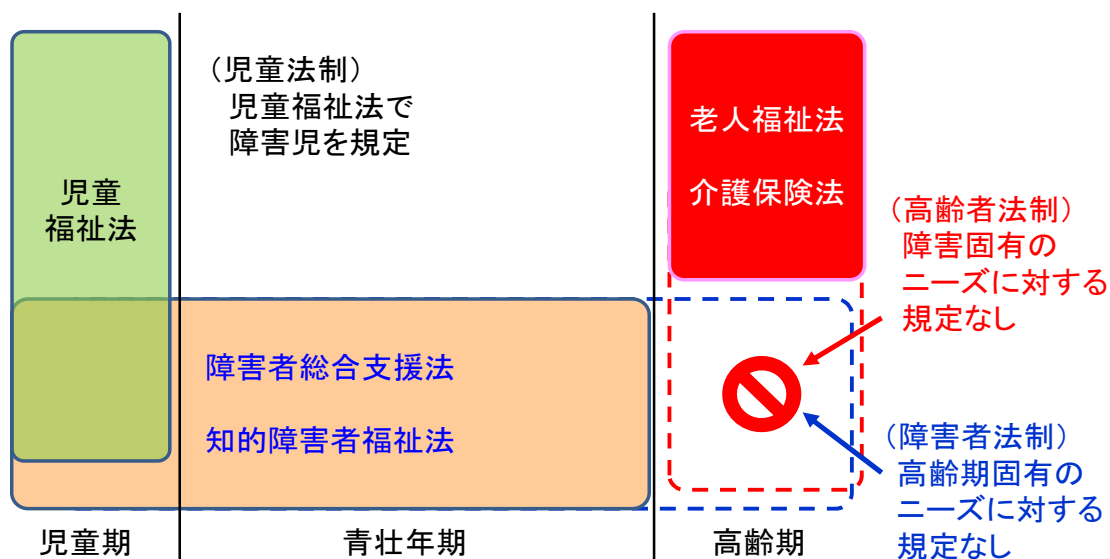 （児童法制）
児童福祉法で
障害児を規定
児童
福祉法
老人福祉法
介護保険法
（高齢者法制）
障害固有の
ニーズに対する
規定なし
障害者総合支援法
知的障害者福祉法
（障害者法制）
高齢期固有の
ニーズに対する
規定なし
児童期
青壮年期
高齢期